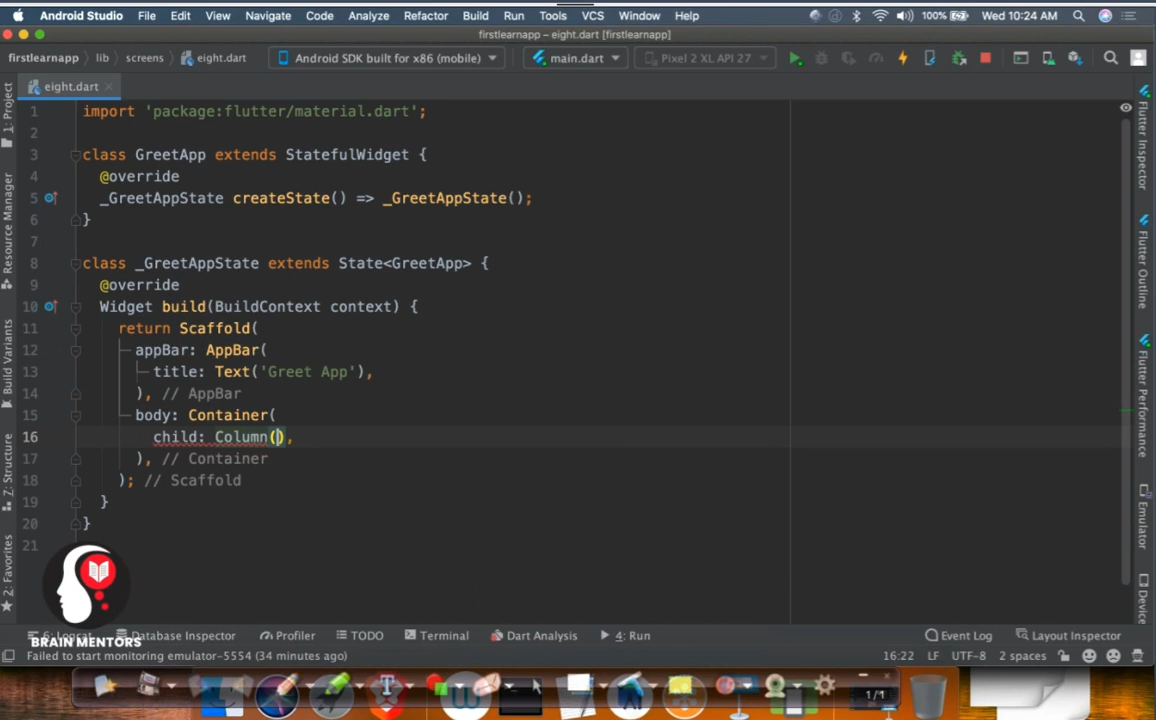 Android Studio File Edit View Navigate Code Analyze Refactor Build Run Tools VCS Window Help 100% Wed 10:24 AM
firstlearnapp – eight.dart [firstlearnapp]
firstlearnapp lib screens eight.dart Android SDK built for x86 (mobile) main.dart Pixel 2 XL API 27
eight.dart
1 import 'package:flutter/material.dart';
2
3 class GreetApp extends StatefulWidget {
4 @override
5 _GreetAppState createState() => _GreetAppState();
6 }
7
8 class _GreetAppState extends State<GreetApp> {
9 @override
10 Widget build(BuildContext context) {
11 return Scaffold(
12 appBar: AppBar(
13 title: Text('Greet App'),
14 ), // AppBar
15 body: Container(
16 child: Column(),
17 ), // Container
18 ); // Scaffold
19 }
20 }
21
1: Project
Resource Manager
Build Variants
Z: Structure
2: Favorites
Flutter Inspector
Flutter Outline
Flutter Performance
Emulator
Device
BRAIN MENTORS
6: Logcat Database Inspector Profiler TODO Terminal Dart Analysis 4: Run Event Log Layout Inspector
Failed to start monitoring emulator-5554 (34 minutes ago) 16:22 LF UTF-8 2 spaces
1/1